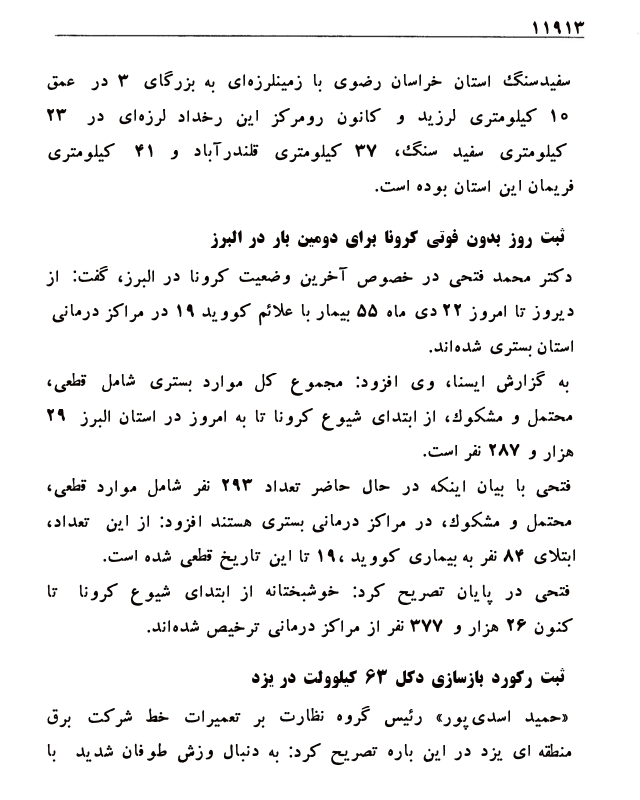 ۱۱۹۱۳
سفیدسنگ استان خراسان رضوی با زمینلرزه‌ای به بزرگای ۳ در عمق
۱۰ کیلومتری لرزید و کانون رومرکز این رخداد لرزه‌ای در ۲۳
کیلومتری سفید سنگ، ۳۷ کیلومتری قلندرآباد و ۴۱ کیلومتری
فریمان این استان بوده است.
ثبت روز بدون فوتی کرونا برای دومین بار در البرز
دکتر محمد فتحی در خصوص آخرین وضعیت کرونا در البرز، گفت: از
دیروز تا امروز ۲۲ دی ماه ۵۵ بیمار با علائم کووید ۱۹ در مراکز درمانی
استان بستری شده‌اند.
به گزارش ایسنا، وی افزود: مجموع کل موارد بستری شامل قطعی،
محتمل و مشکوک، از ابتدای شیوع کرونا تا به امروز در استان البرز ۲۹
هزار و ۲۸۷ نفر است.
فتحی با بیان اینکه در حال حاضر تعداد ۲۹۳ نفر شامل موارد قطعی،
محتمل و مشکوک، در مراکز درمانی بستری هستند افزود: از این تعداد،
ابتلای ۸۴ نفر به بیماری کووید ،۱۹ تا این تاریخ قطعی شده است.
فتحی در پایان تصریح کرد: خوشبختانه از ابتدای شیوع کرونا تا
کنون ۲۶ هزار و ۳۷۷ نفر از مراکز درمانی ترخیص شده‌اند.
ثبت رکورد بازسازی دکل ۶۳ کیلوولت در یزد
«حمید اسدی‌پور» رئیس گروه نظارت بر تعمیرات خط شرکت برق
منطقه ای یزد در این باره تصریح کرد: به دنبال وزش طوفان شدید با